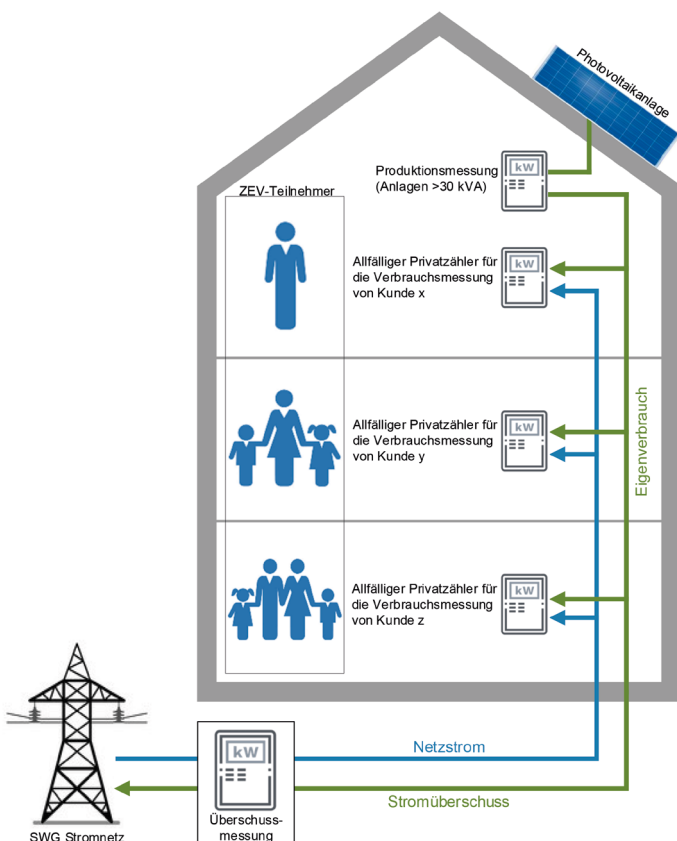 Photovoltaikanlage
Produktionsmessung
(Anlagen >30 kVA)
kW
ZEV-Teilnehmer
Allfälliger Privatzähler für
die Verbrauchsmessung
von Kunde x
kW
Allfälliger Privatzähler für
die Verbrauchsmessung
von Kunde y
kW
Eigenverbrauch
Allfälliger Privatzähler für
die Verbrauchsmessung
von Kunde z
kW
Netzstrom
kW
Stromüberschuss
Überschuss-
messung
SWG Stromnetz